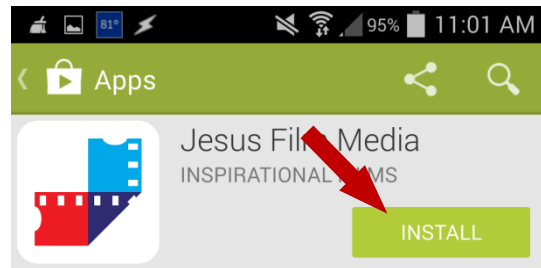 81° 95% 11:01 AM
Apps
Jesus Film Media
INSPIRATIONAL
INSTALL